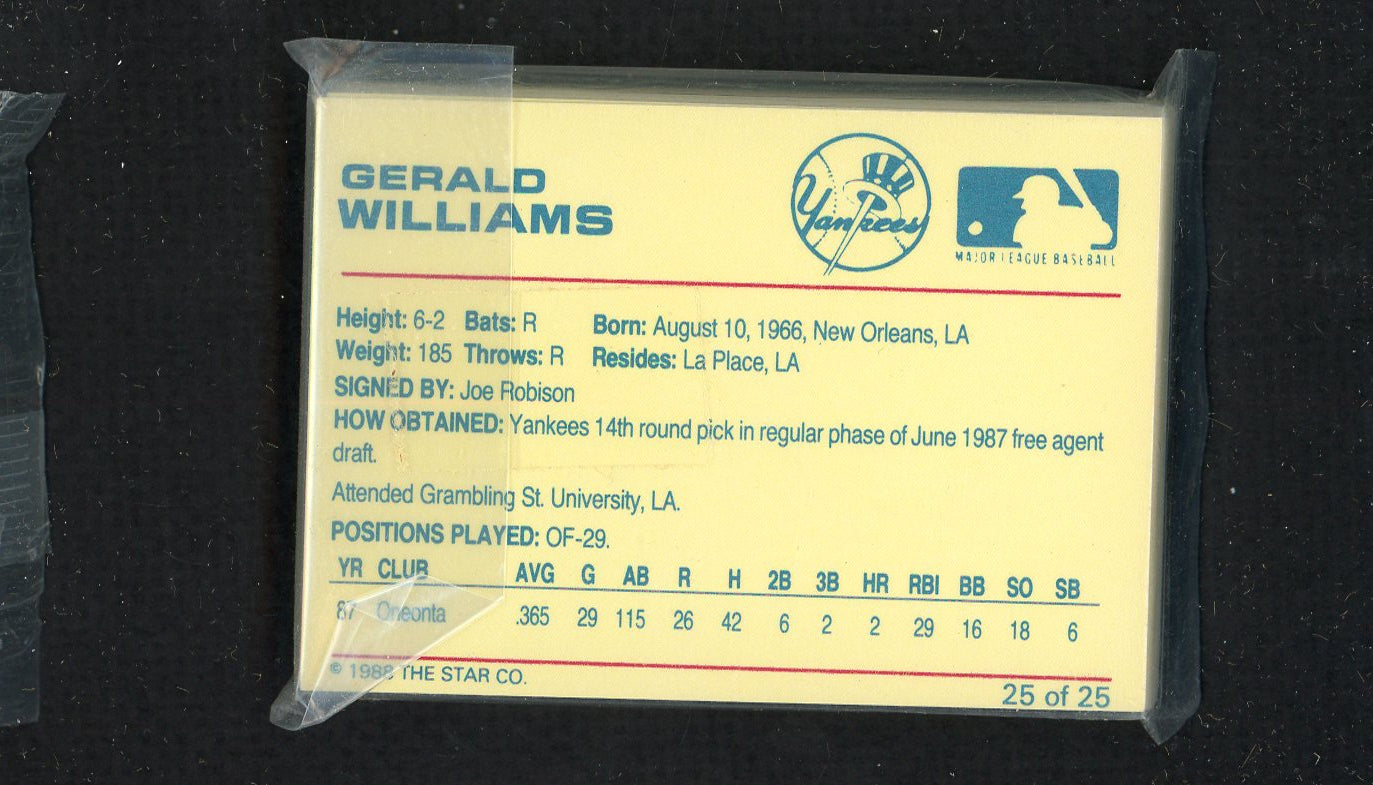 GERALD
WILLIAMS
Yankees
MAJOR LEAGUE BASEBALL
Height: 6-2 Bats: R Born: August 10, 1966, New Orleans, LA
Weight: 185 Throws: R Resides: La Place, LA
SIGNED BY: Joe Robison
HOW OBTAINED: Yankees 14th round pick in regular phase of June 1987 free agent
draft.
Attended Grambling St. University, LA.
POSITIONS PLAYED: OF-29.
YR CLUB AVG G AB R H 2B 3B HR RBI BB SO SB
87 Oneonta .365 29 115 26 42 6 2 2 29 16 18 6
© 1988 THE STAR CO.
25 of 25